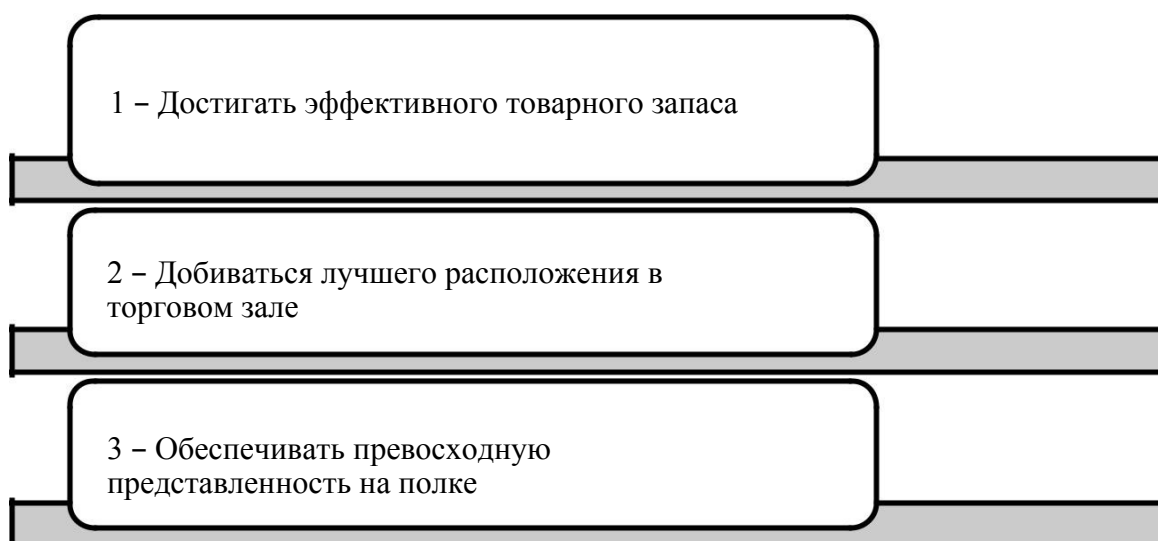 1 – Достигать эффективного товарного запаса
2 – Добиваться лучшего расположения в
торговом зале
3 – Обеспечивать превосходную
представленность на полке